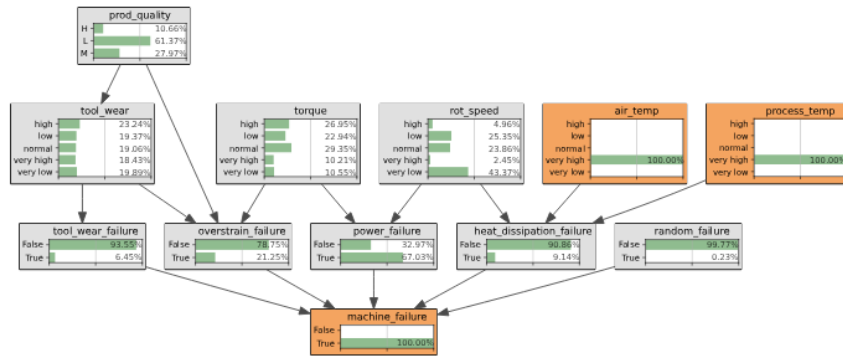 prod_quality
H 10.66%
L 61.37%
M 27.97%
tool_wear
high 23.24%
low 19.37%
normal 19.06%
very high 18.43%
very low 19.89%
torque
high 26.95%
low 22.94%
normal 29.35%
very high 10.21%
very low 10.55%
rot_speed
high 4.96%
low 25.35%
normal 23.86%
very high 2.45%
very low 43.37%
air_temp
high
low
normal
very high 100.00%
very low
process_temp
high
low
normal
very high 100.00%
very low
tool_wear_failure
False 93.55%
True 6.45%
overstrain_failure
False 78.75%
True 21.25%
power_failure
False 32.97%
True 67.03%
heat_dissipation_failure
False 90.86%
True 9.14%
random_failure
False 99.77%
True 0.23%
machine_failure
False
True 100.00%